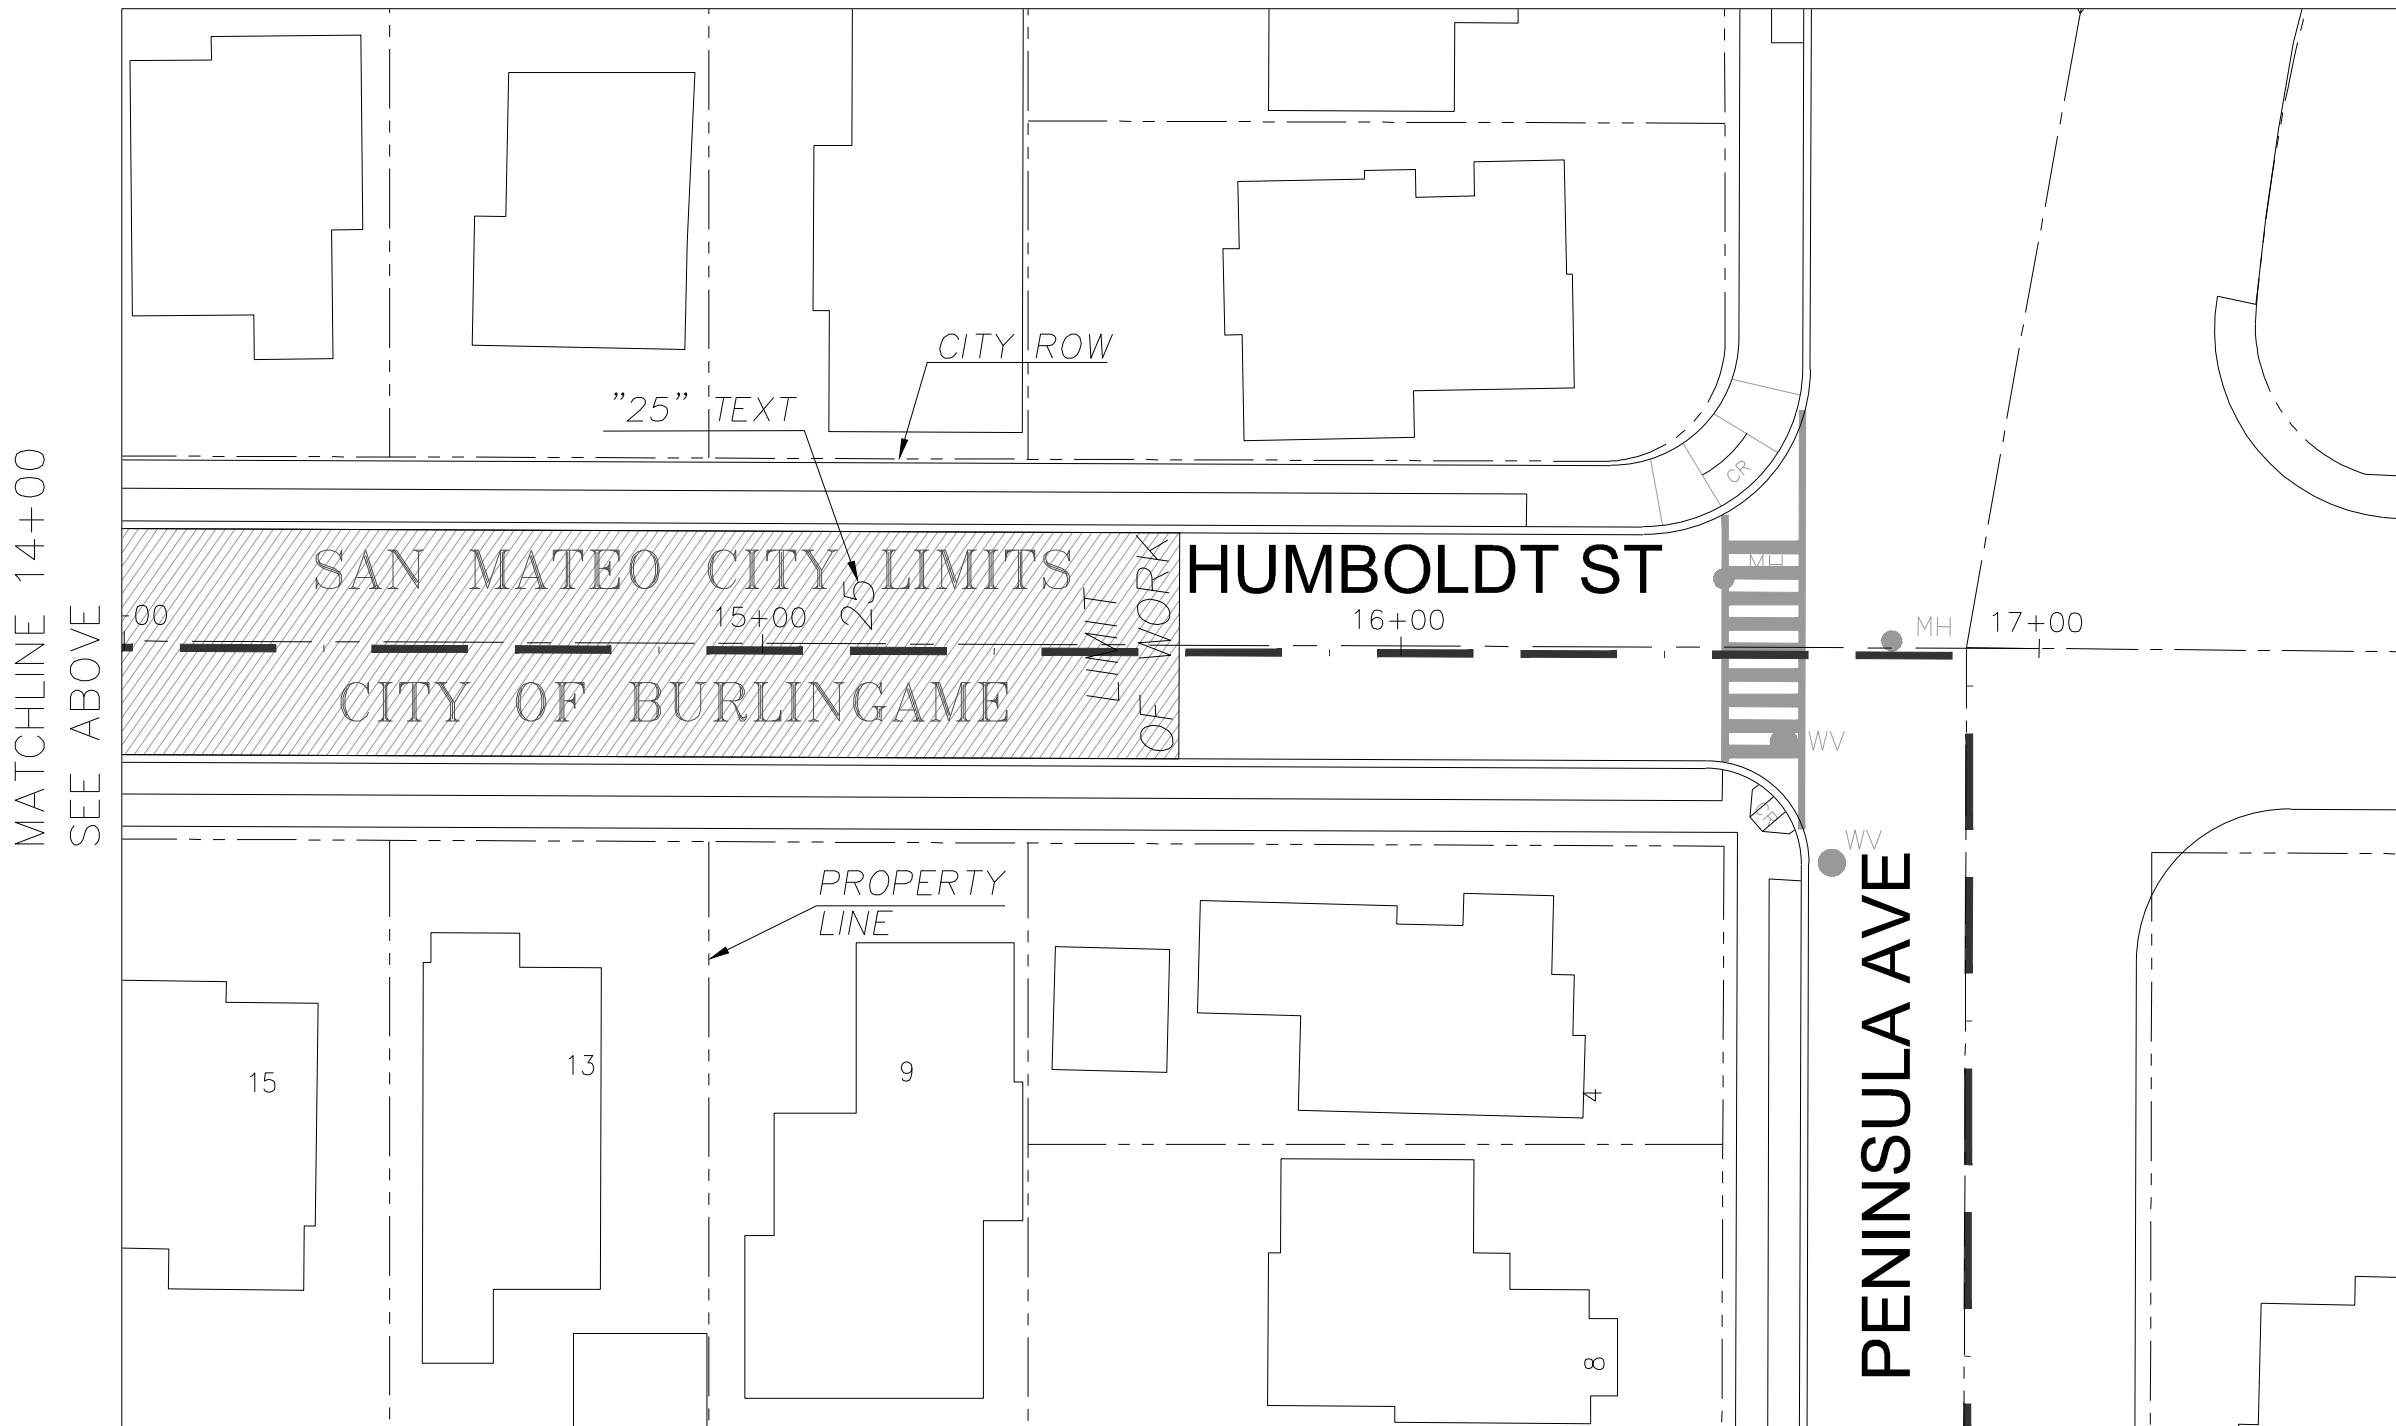 MATCHLINE 14+00
SEE ABOVE
CITY ROW
"25" TEXT
SAN MATEO CITY LIMITS
25
-00
15+00
LIMIT
OF WORK
HUMBOLDT ST
16+00
CR
MH
MH
17+00
CITY OF BURLINGAME
WV
CR
WV
PENINSULA AVE
PROPERTY
LINE
15
13
9
4
8